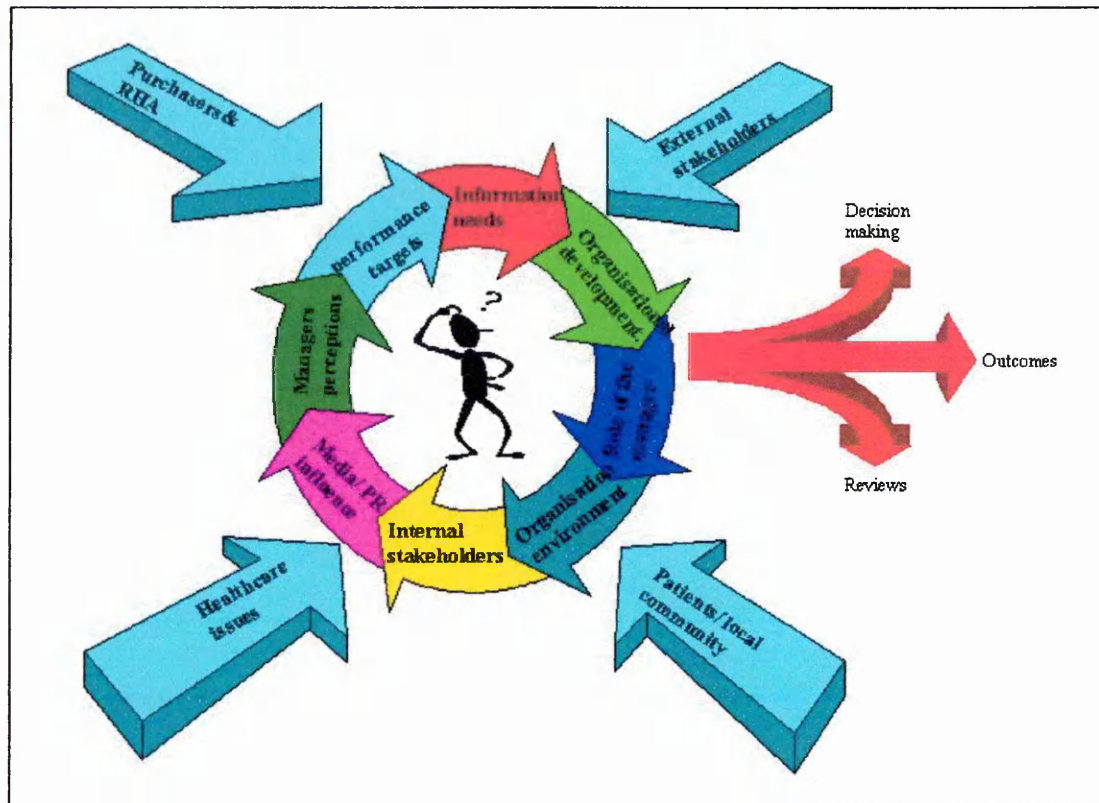 Purchasers &
RHA
External
stakeholders
Information
needs
Organisational
development.
Role of the
manager
Organisation
environment
Internal
stakeholders
Media/PR
influence
Managers
perceptions
performance
targets
?
Decision
making
Outcomes
Reviews
Healthcare
issues
Patients/local
community